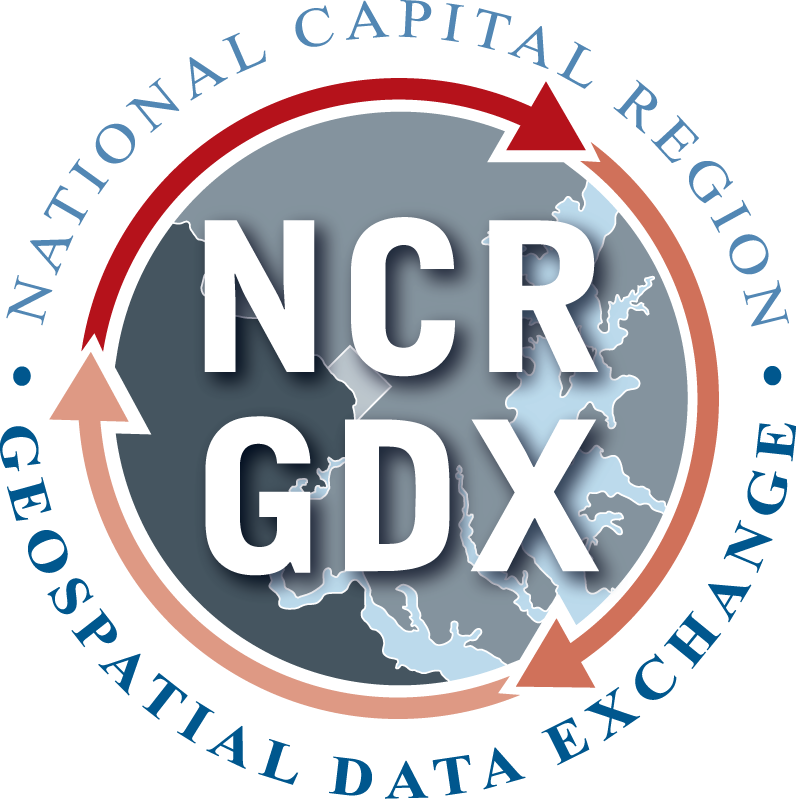 NATIONAL CAPITAL REGION
NCR
GDX
• GEOSPATIAL DATA EXCHANGE •